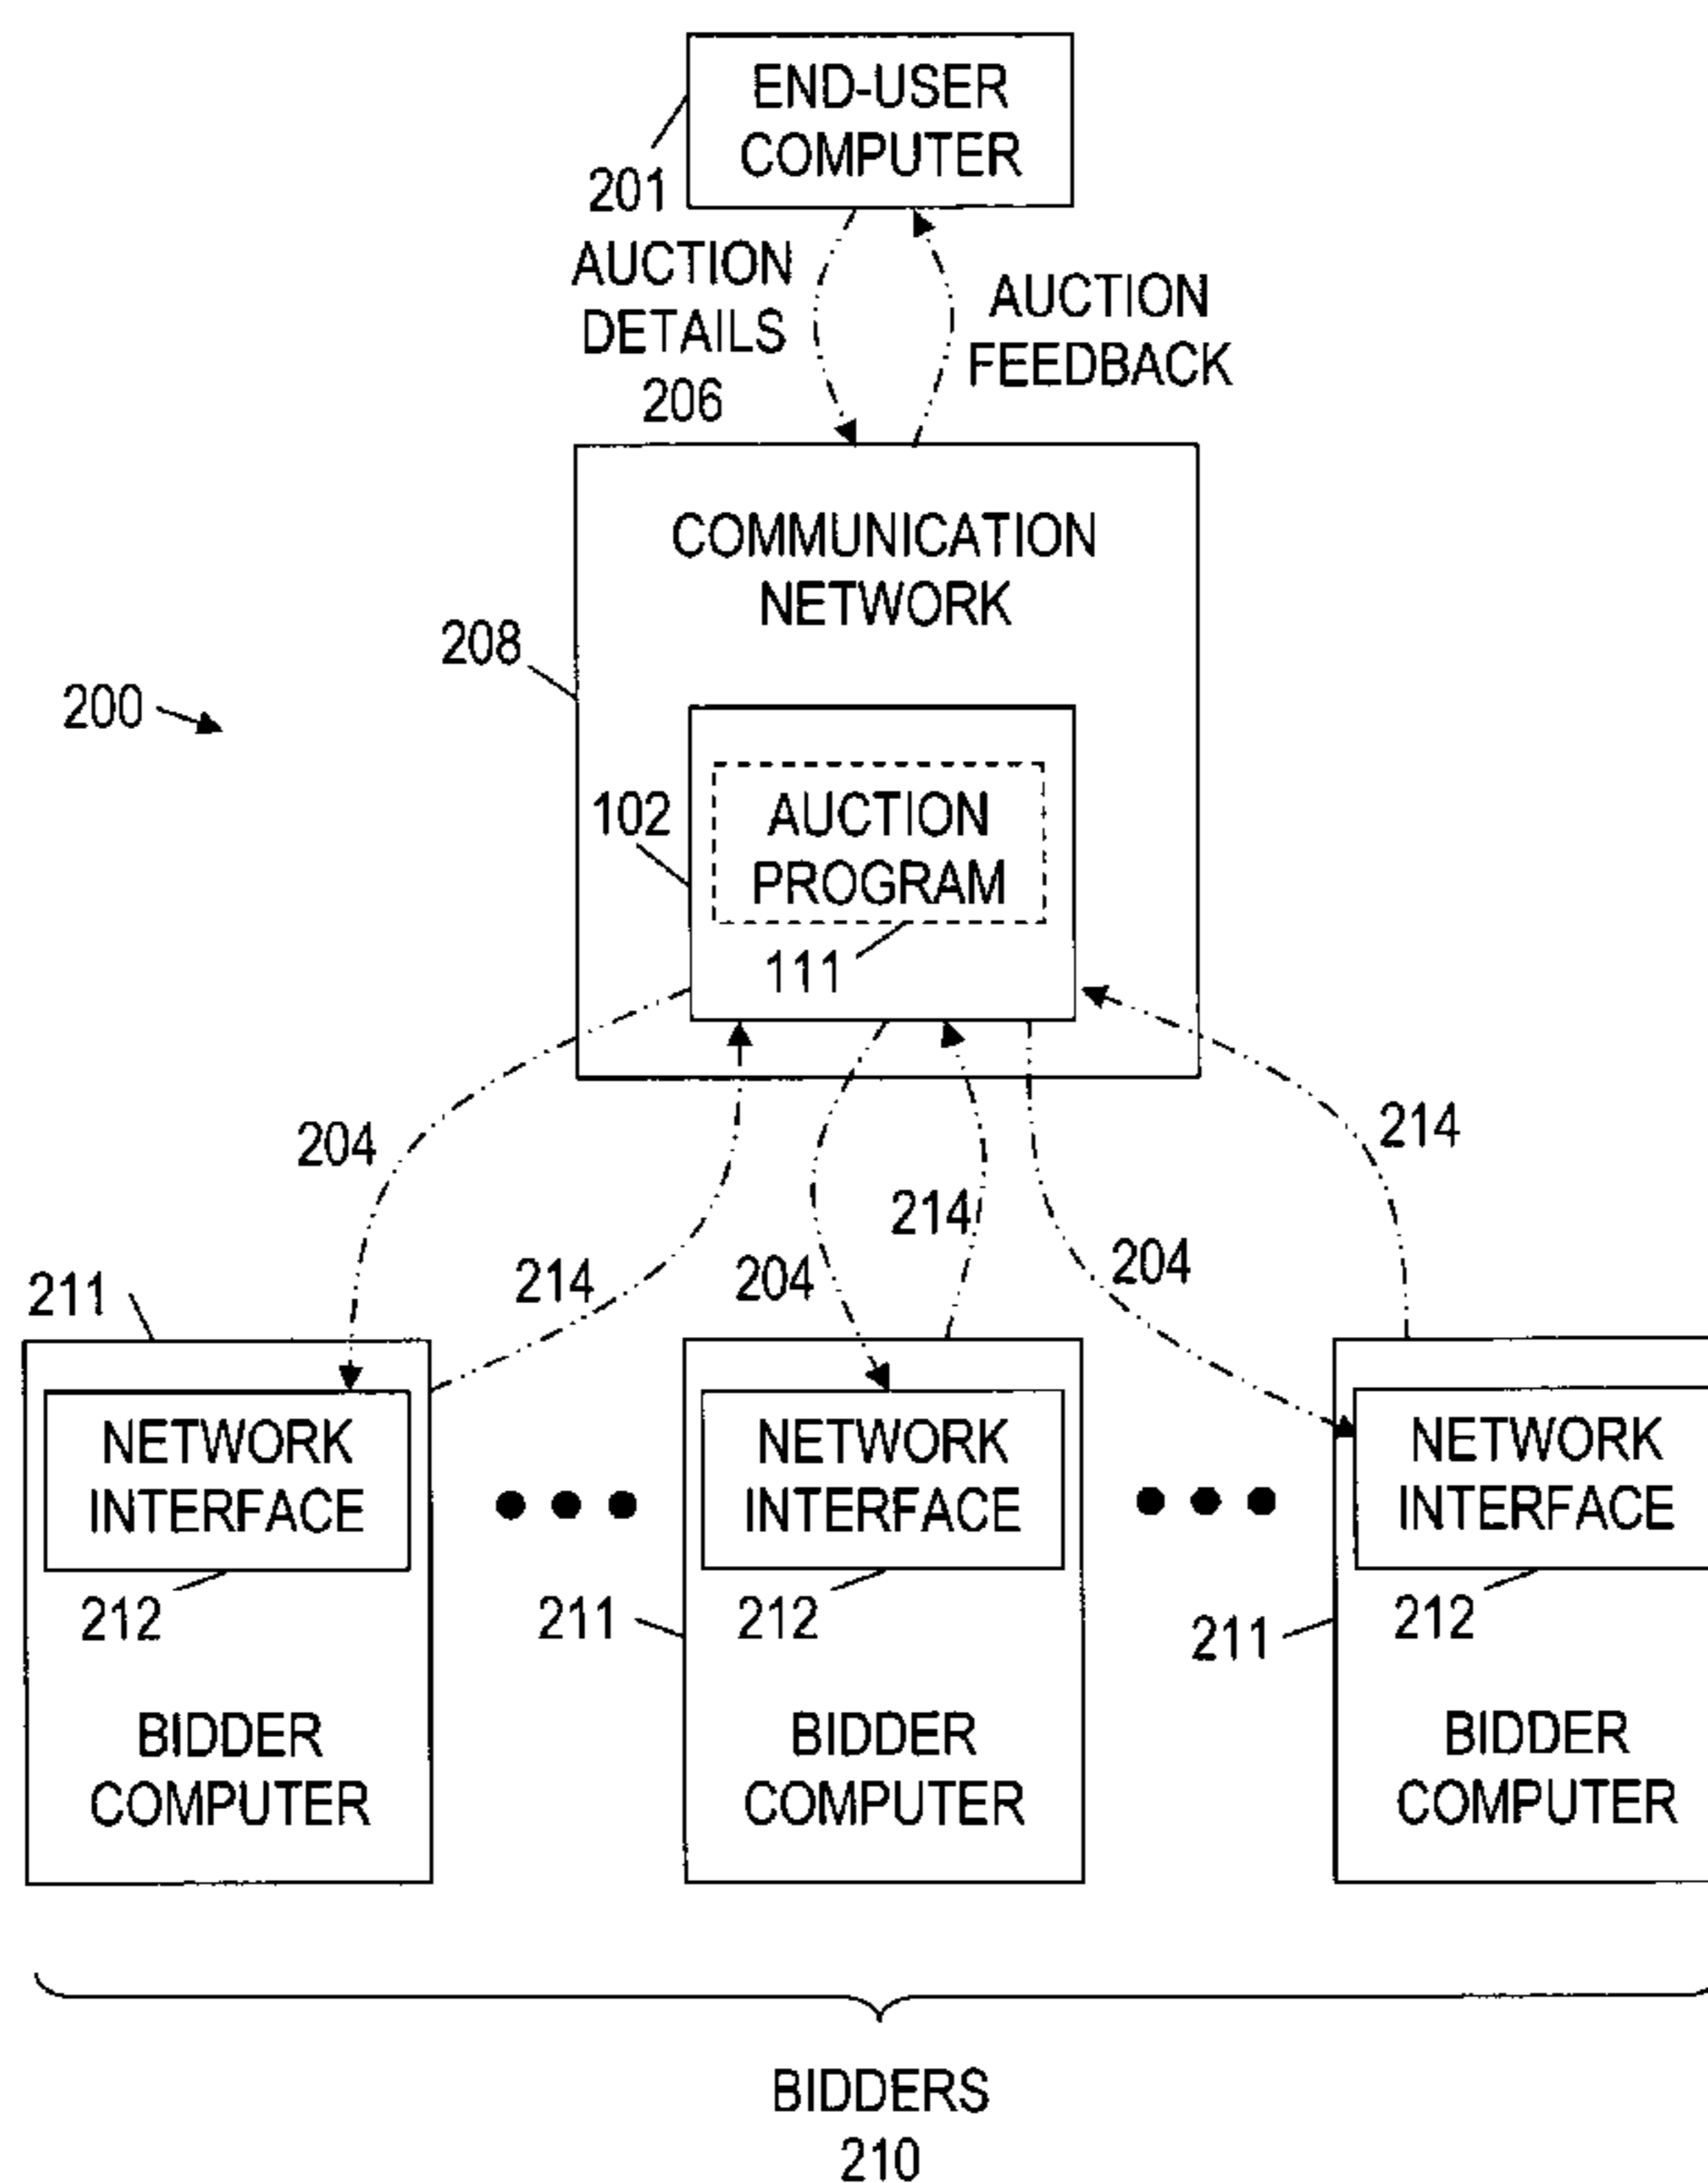 END-USER
COMPUTER
201
AUCTION
DETAILS
206
AUCTION
FEEDBACK
COMMUNICATION
NETWORK
208
200
102
AUCTION
PROGRAM
111
204
214
204
214
204
214
211
NETWORK
INTERFACE
212
BIDDER
COMPUTER
211
NETWORK
INTERFACE
212
BIDDER
COMPUTER
211
NETWORK
INTERFACE
212
BIDDER
COMPUTER
BIDDERS
210